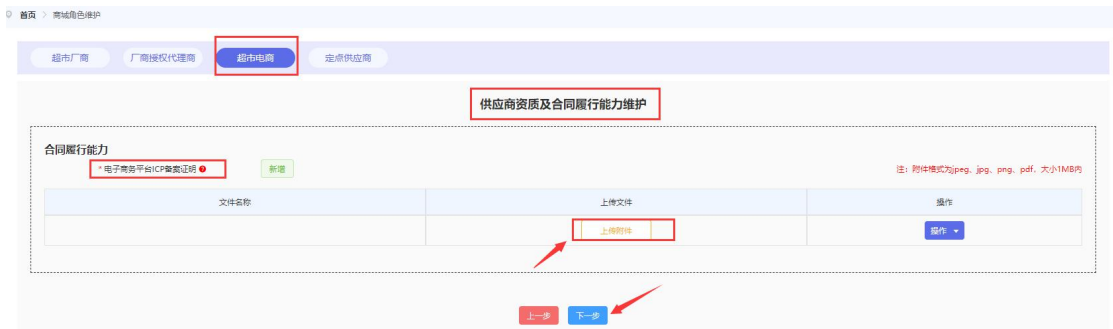 首页 > 商城角色维护
超市厂商 厂商授权代理商 超市电商 定点供应商
供应商资质及合同履行能力维护
合同履行能力
* 电子商务平台ICP备案证明 ? 新增 注：附件格式为jpeg、jpg、png、pdf，大小1MB内
文件名称 上传文件 操作
上传附件 操作
上一步 下一步